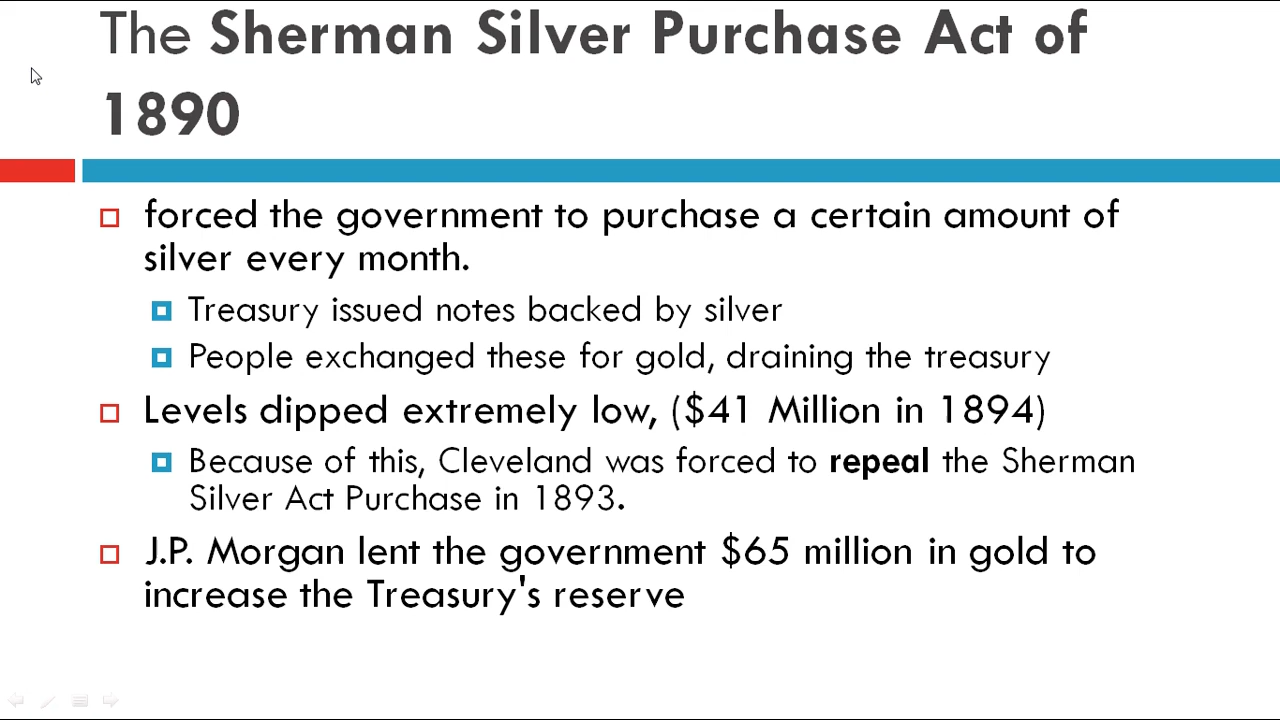 The Sherman Silver Purchase Act of
1890
forced the government to purchase a certain amount of
silver every month.
Treasury issued notes backed by silver
People exchanged these for gold, draining the treasury
Levels dipped extremely low, ($41 Million in 1894)
Because of this, Cleveland was forced to repeal the Sherman
Silver Act Purchase in 1893.
J.P. Morgan lent the government $65 million in gold to
increase the Treasury's reserve